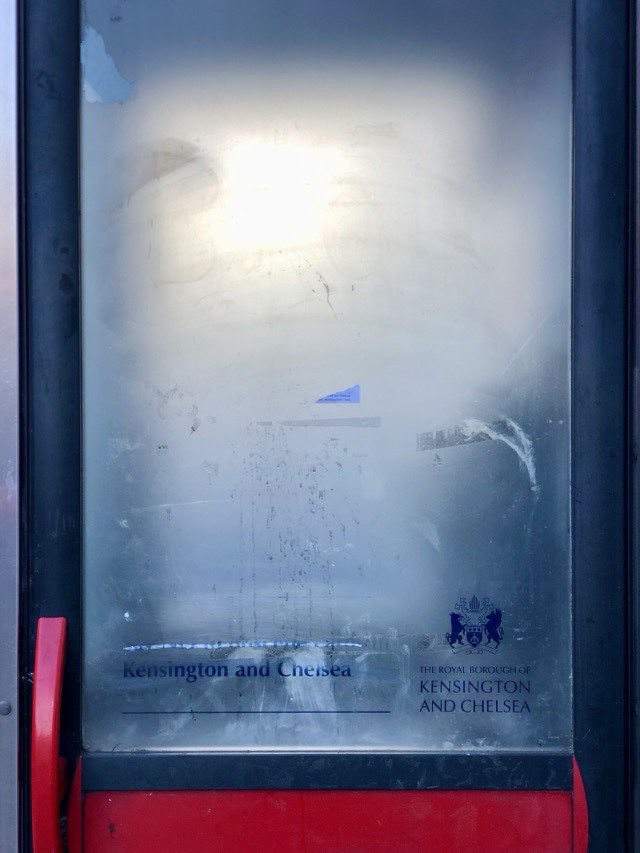 Kensington and Chelsea
THE ROYAL BOROUGH OF
KENSINGTON
AND CHELSEA